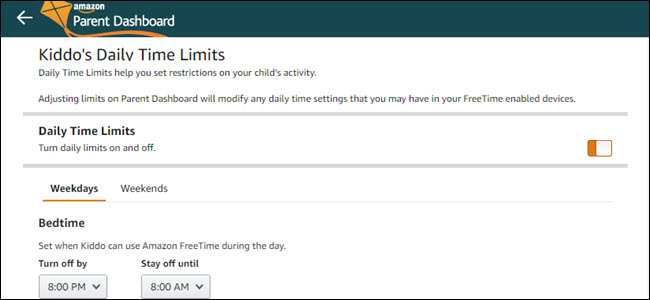 amazon
Parent Dashboard
Kiddo's Daily Time Limits
Daily Time Limits help you set restrictions on your child's activity.
Adjusting limits on Parent Dashboard will modify any daily time settings that you may have in your FreeTime enabled devices.
Daily Time Limits
Turn daily limits on and off.
Weekdays Weekends
Bedtime
Set when Kiddo can use Amazon FreeTime during the day.
Turn off by Stay off until
8:00 PM 8:00 AM